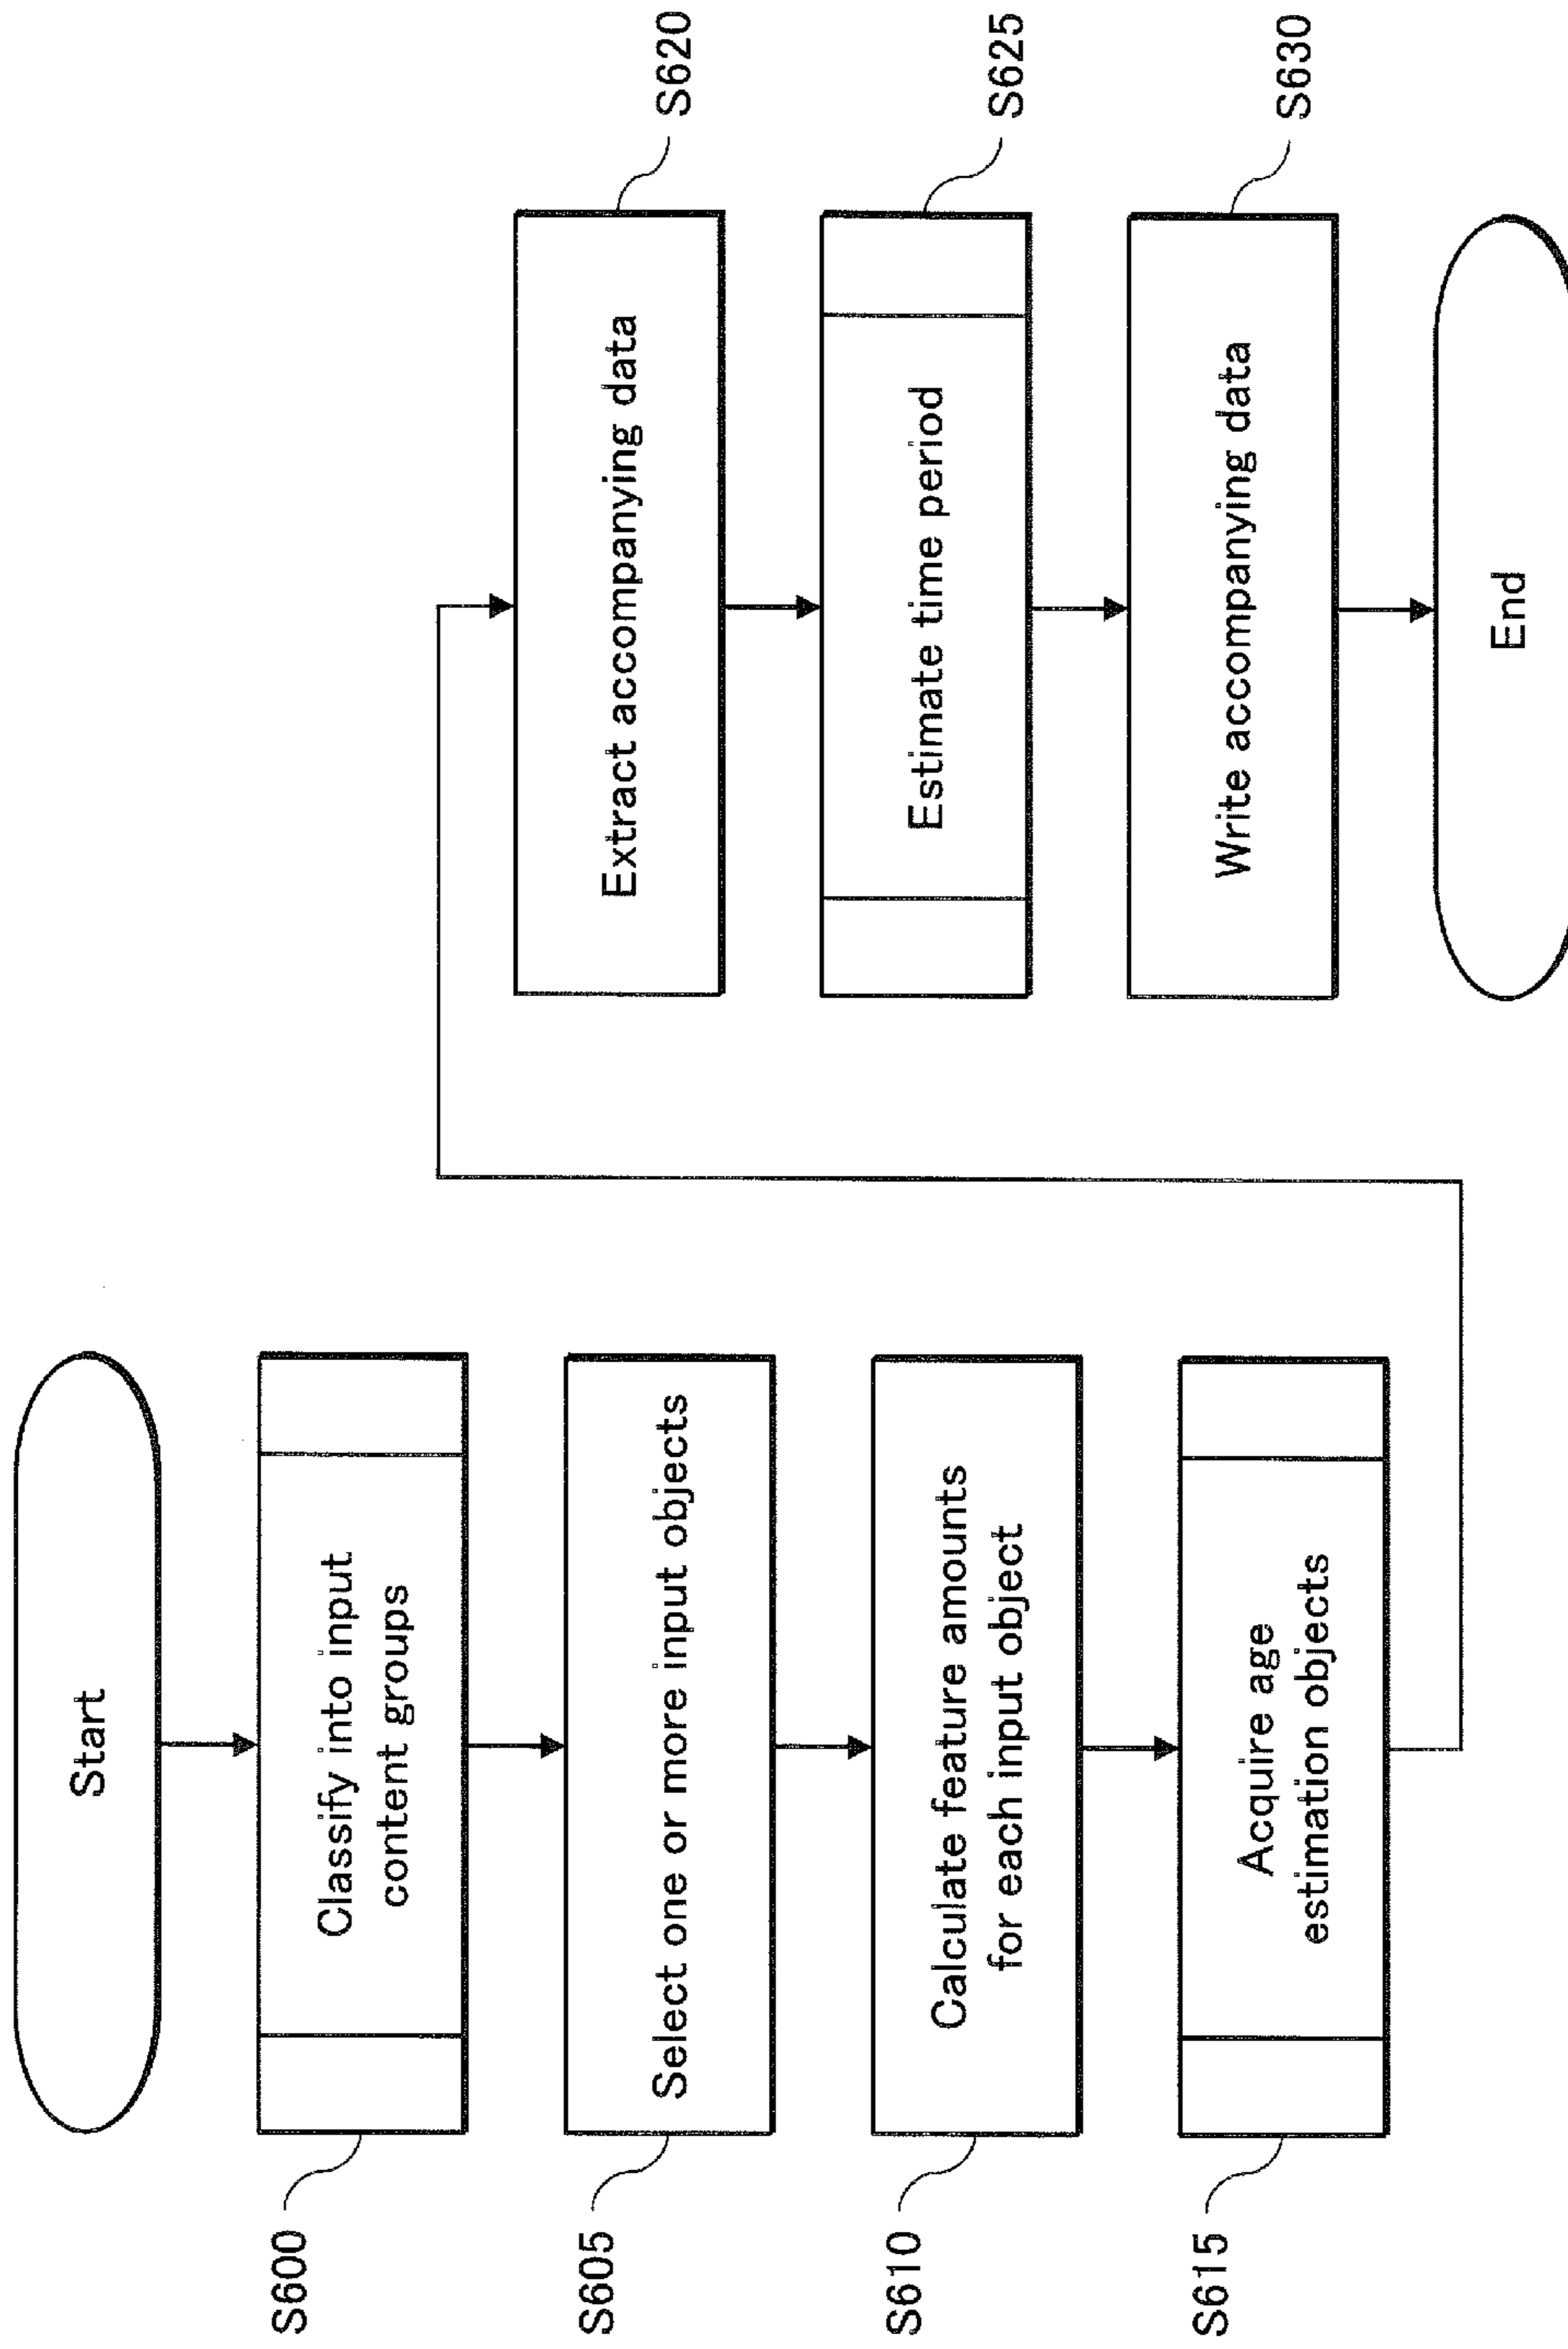 Start
S600
Classify into input
content groups
S605
Select one or more input objects
S610
Calculate feature amounts
for each input object
S615
Acquire age
estimation objects
Extract accompanying data
S620
Estimate time period
S625
Write accompanying data
S630
End